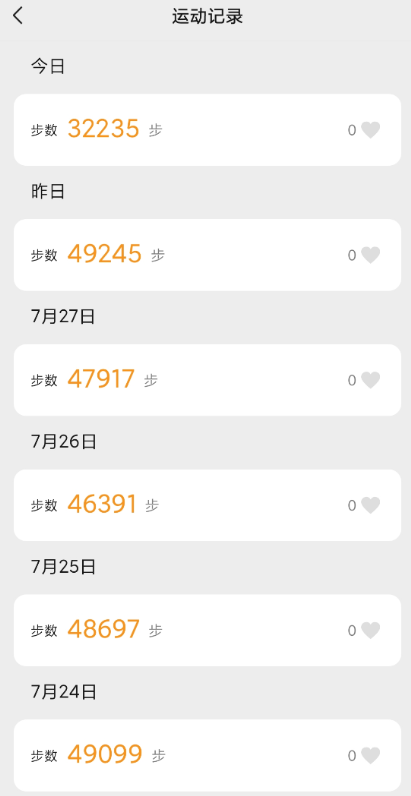 运动记录
今日
步数 32235 步 0
昨日
步数 49245 步 0
7月27日
步数 47917 步 0
7月26日
步数 46391 步 0
7月25日
步数 48697 步 0
7月24日
步数 49099 步 0